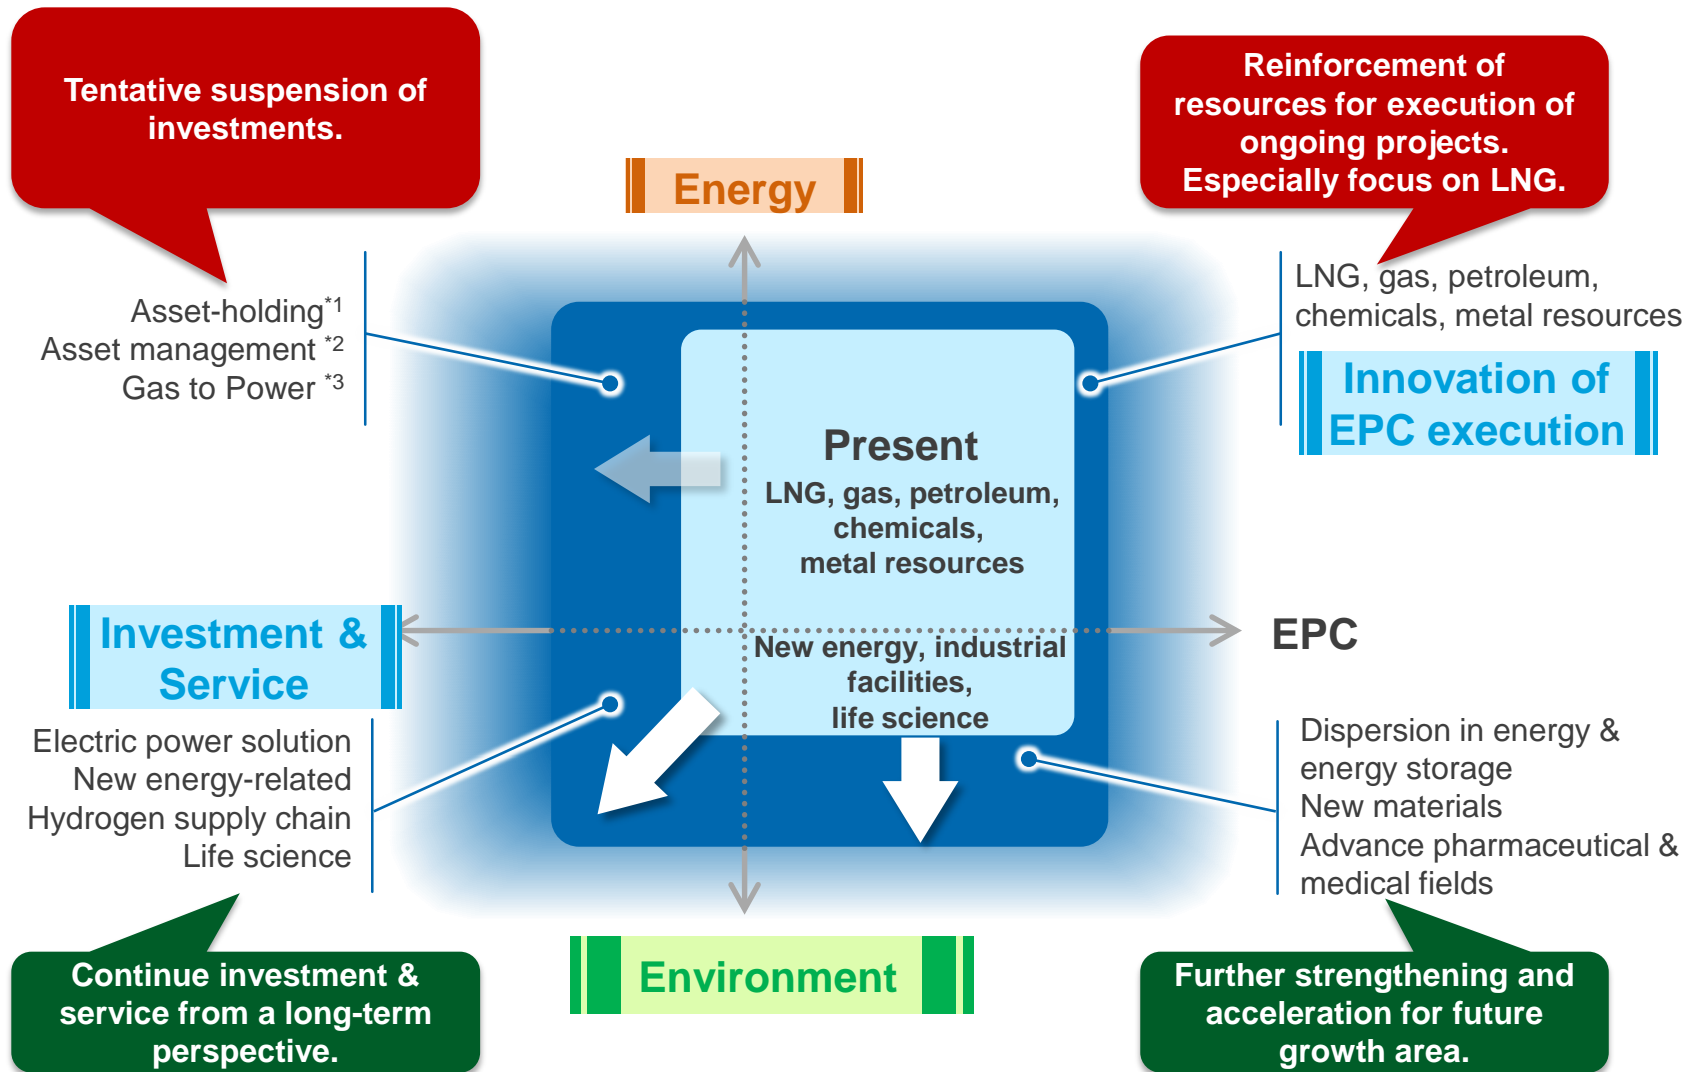 Tentative suspension of
investments.
Reinforcement of
resources for execution of
ongoing projects.
Especially focus on LNG.
Energy
Asset-holding*1
Asset management *2
Gas to Power *3
LNG, gas, petroleum,
chemicals, metal resources
Innovation of
EPC execution
Present
LNG, gas, petroleum,
chemicals,
metal resources
Investment &
Service
EPC
New energy, industrial
facilities,
life science
Electric power solution
New energy-related
Hydrogen supply chain
Life science
Dispersion in energy &
energy storage
New materials
Advance pharmaceutical &
medical fields
Environment
Continue investment &
service from a long-term
perspective.
Further strengthening and
acceleration for future
growth area.